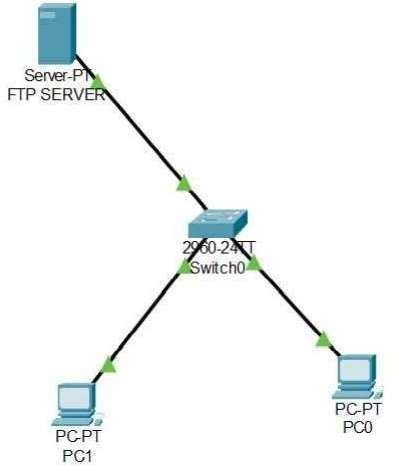 Server-PT
FTP SERVER
2960-24TT
Switch0
PC-PT
PC0
PC-PT
PC1